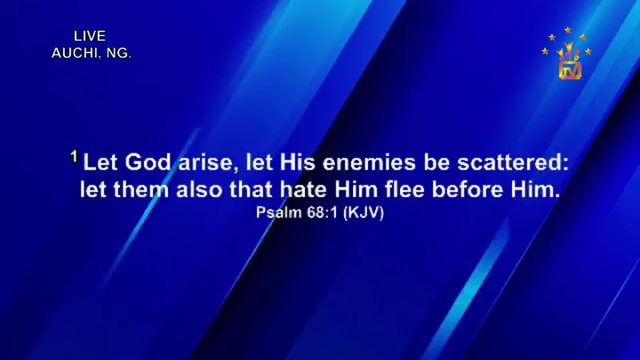 LIVE
AUCHI, NG.
TV
1 Let God arise, let His enemies be scattered:
let them also that hate Him flee before Him.
Psalm 68:1 (KJV)